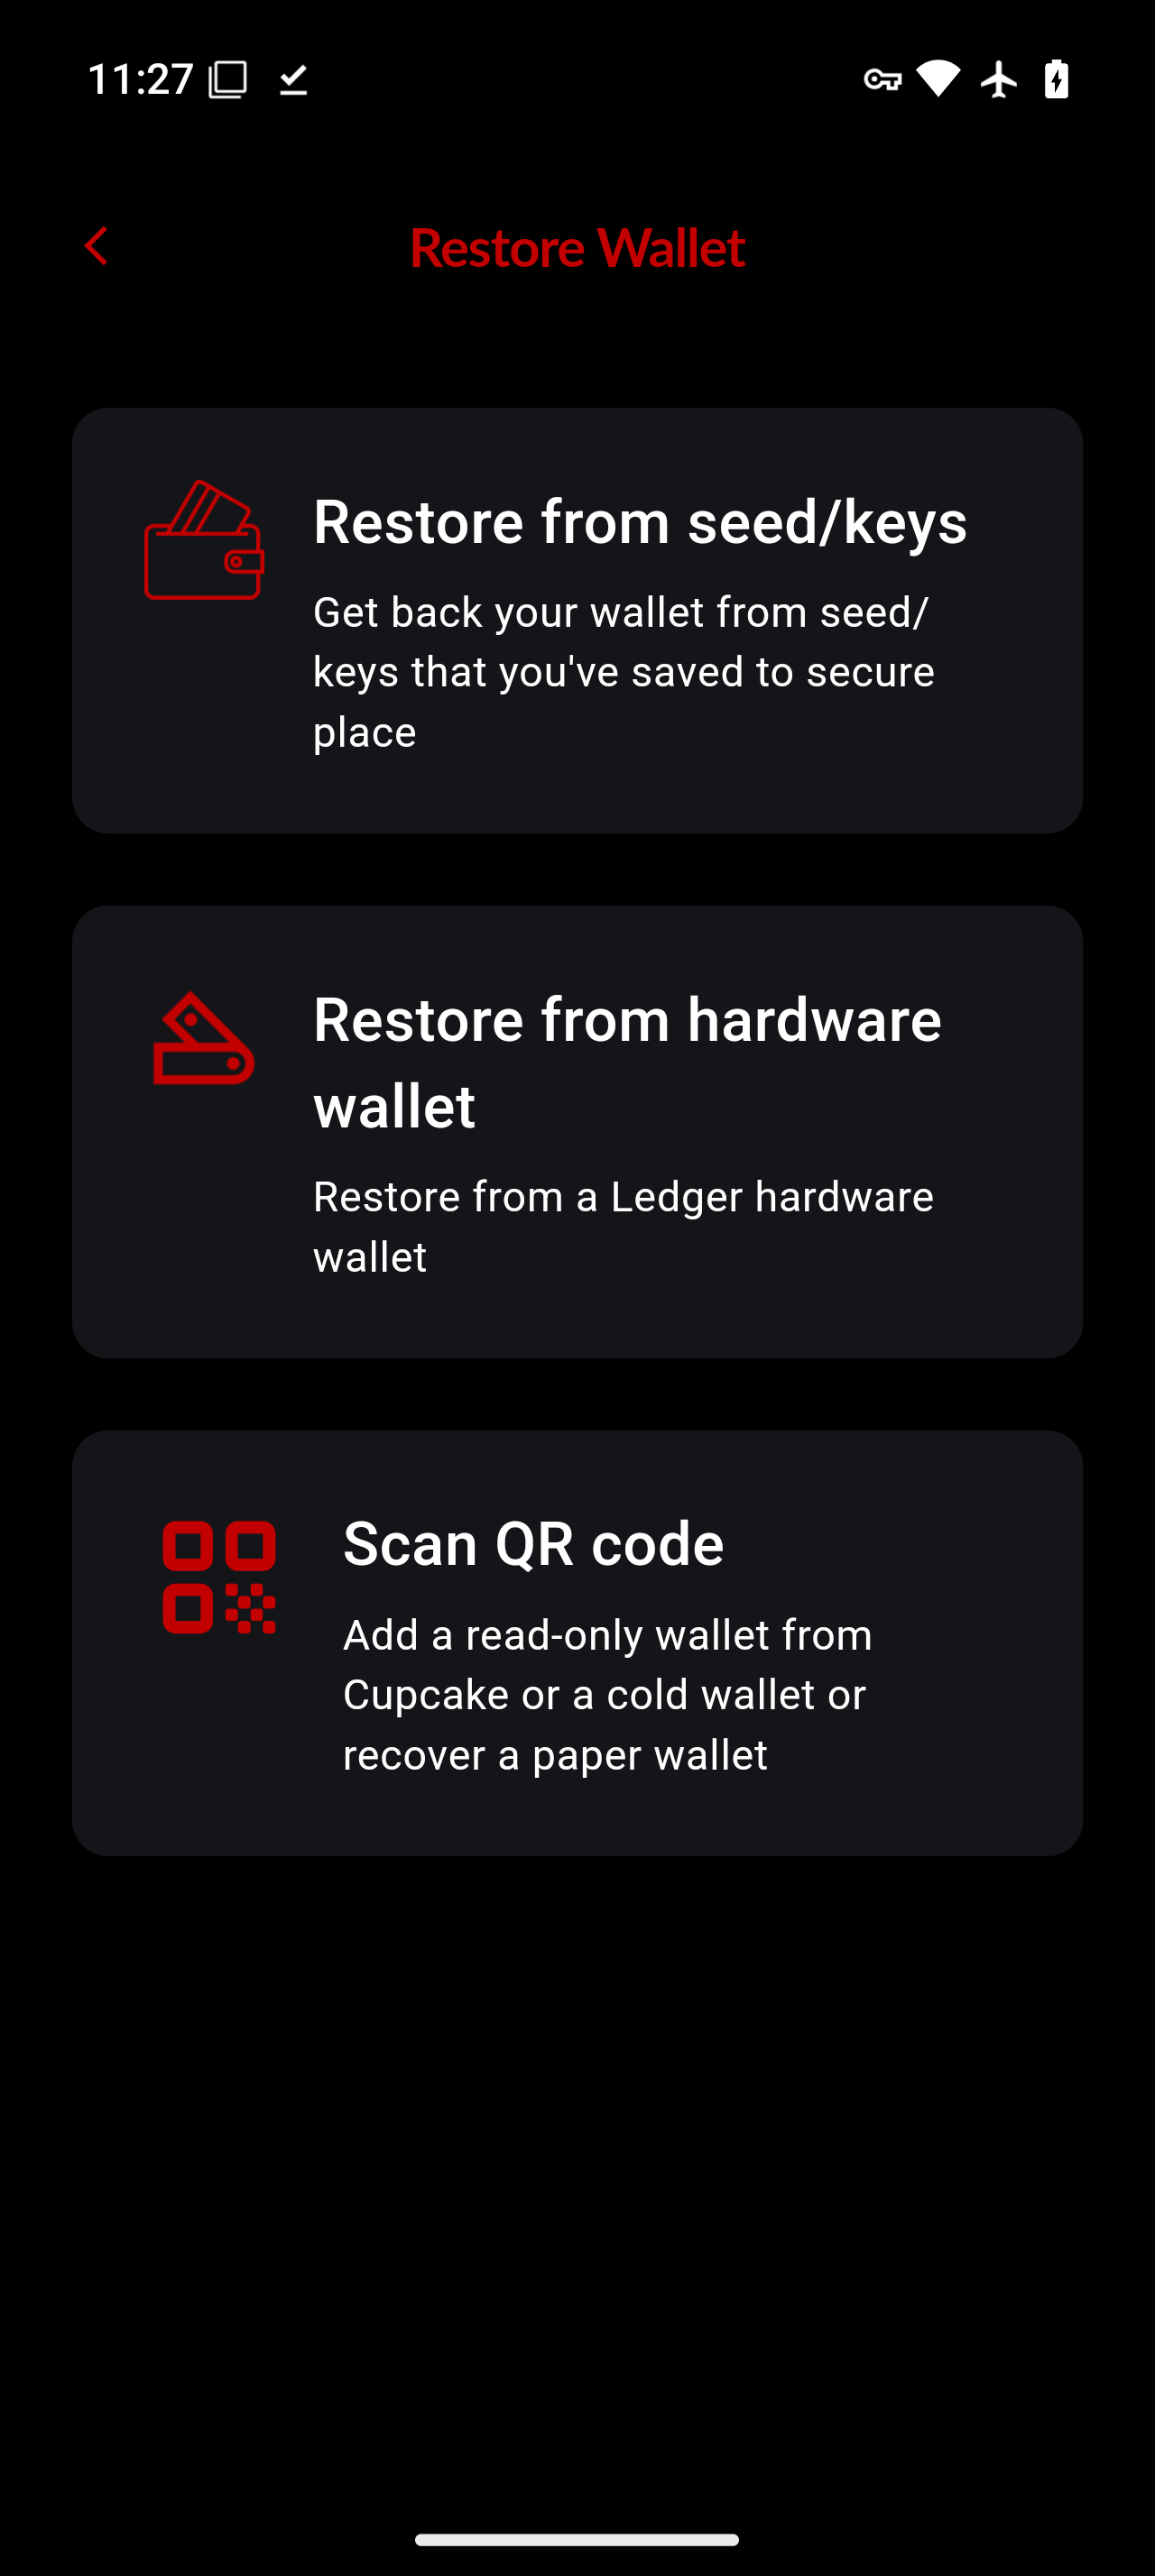 11:27
Restore Wallet
Restore from seed/keys
Get back your wallet from seed/
keys that you've saved to secure
place
Restore from hardware
wallet
Restore from a Ledger hardware
wallet
Scan QR code
Add a read-only wallet from
Cupcake or a cold wallet or
recover a paper wallet